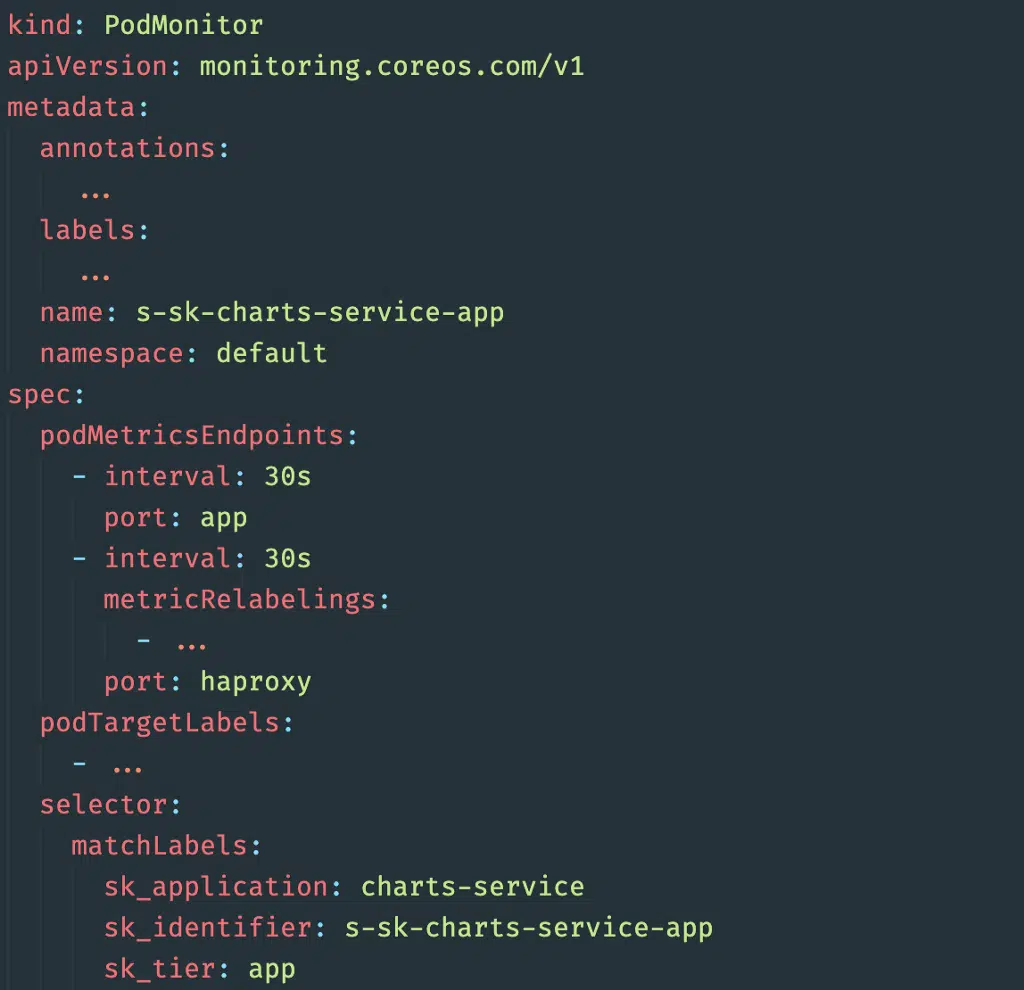 kind: PodMonitor
apiVersion: monitoring.coreos.com/v1
metadata:
  annotations:
    ...
  labels:
    ...
  name: s-sk-charts-service-app
  namespace: default
spec:
  podMetricsEndpoints:
    - interval: 30s
      port: app
    - interval: 30s
      metricRelabelings:
        - ...
      port: haproxy
  podTargetLabels:
    - ...
  selector:
    matchLabels:
      sk_application: charts-service
      sk_identifier: s-sk-charts-service-app
      sk_tier: app